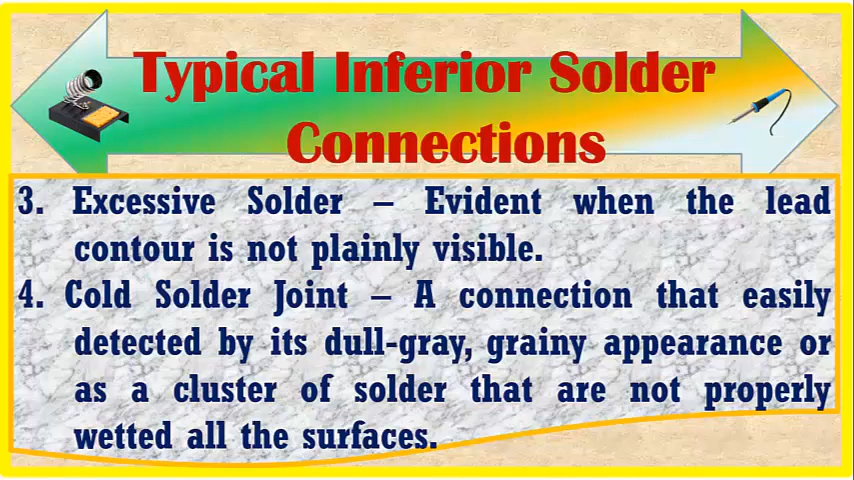 Typical Inferior Solder
Connections
3. Excessive Solder – Evident when the lead
contour is not plainly visible.
4. Cold Solder Joint – A connection that easily
detected by its dull-gray, grainy appearance or
as a cluster of solder that are not properly
wetted all the surfaces.